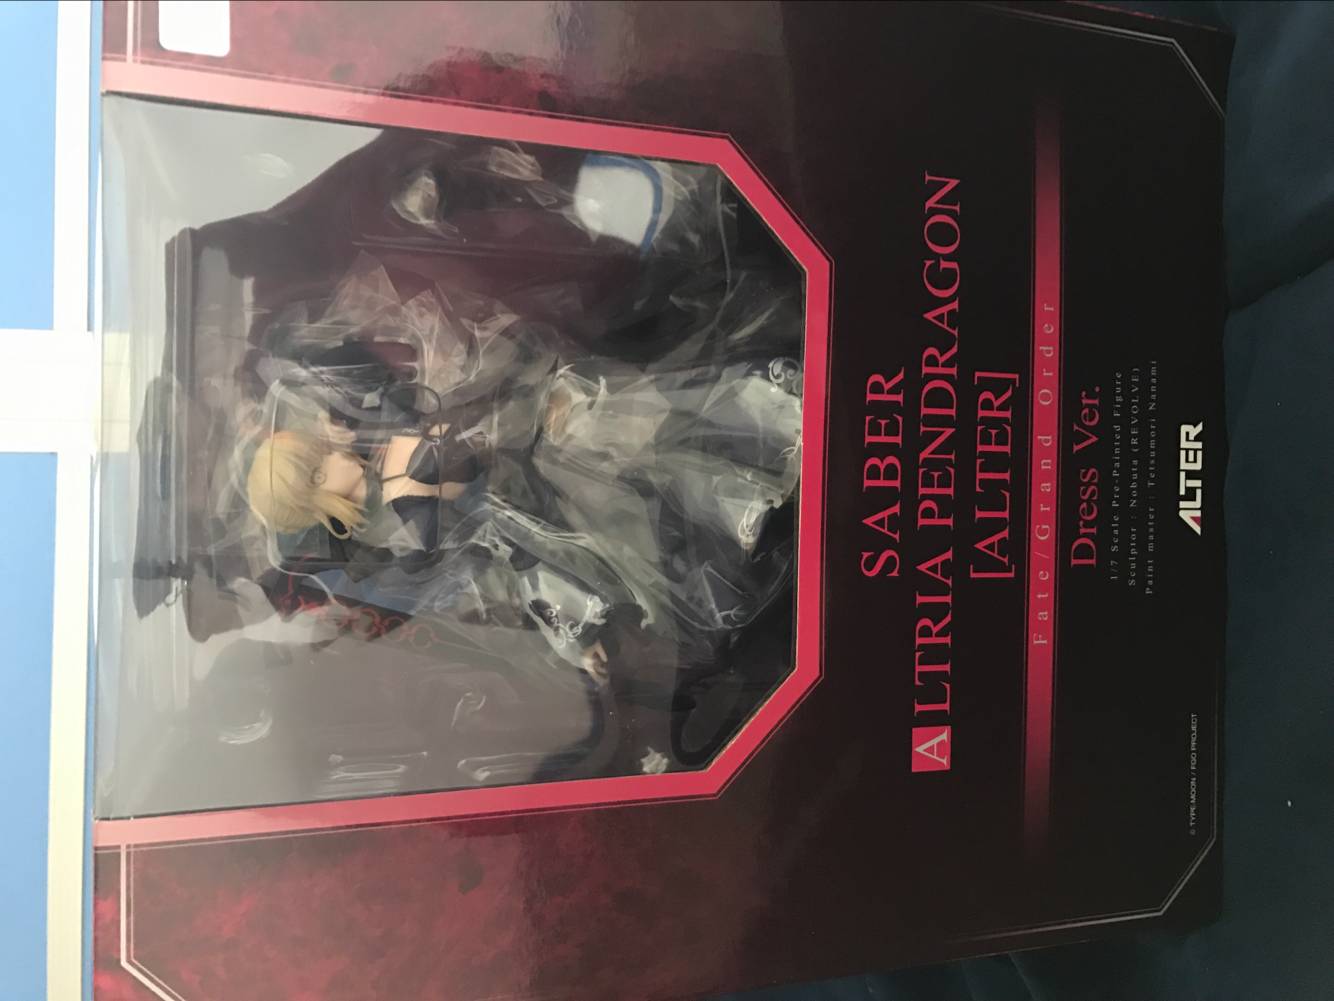 SABER
ALTRIA PENDRAGON
[ALTER]
Fate/Grand Order
Dress Ver.
1/7 Scale Pre-Painted Figure
Sculptor : Nobuta (REVOLVE)
Paint master : Tetsumori Nanami
© TYPE-MOON / FGO PROJECT
ALTER